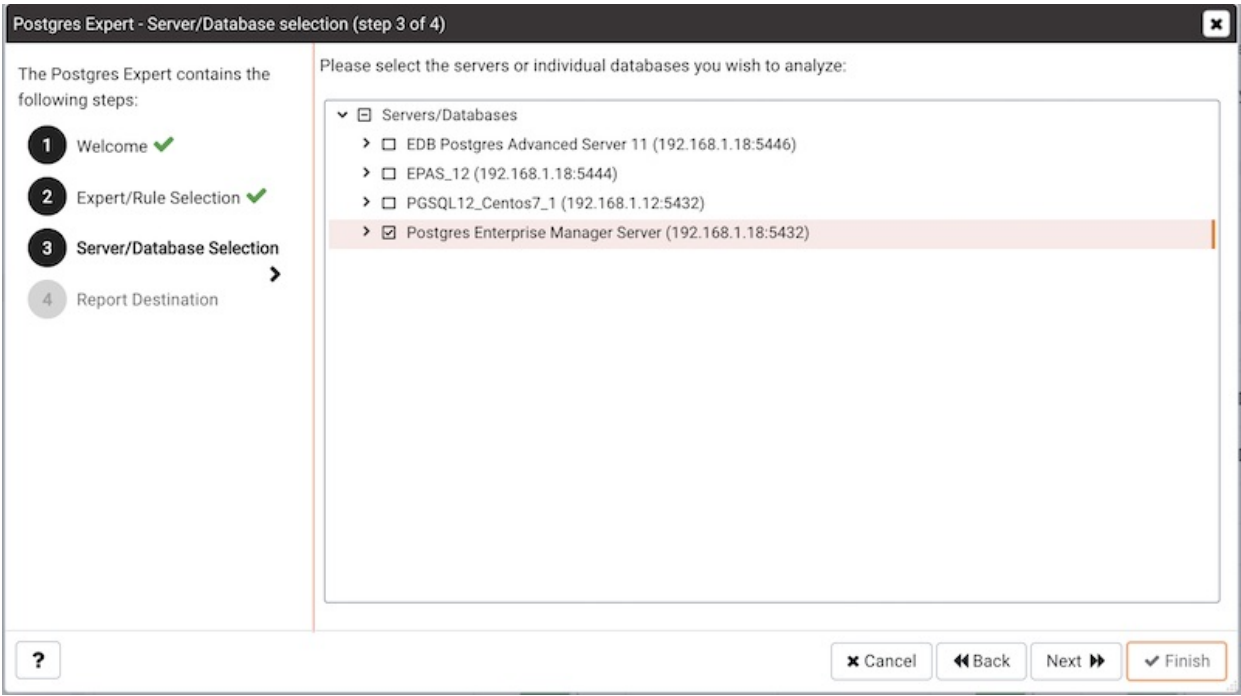 Postgres Expert - Server/Database selection (step 3 of 4)
The Postgres Expert contains the
following steps:
1 Welcome
2 Expert/Rule Selection
3 Server/Database Selection
4 Report Destination
Please select the servers or individual databases you wish to analyze:
Servers/Databases
EDB Postgres Advanced Server 11 (192.168.1.18:5446)
EPAS_12 (192.168.1.18:5444)
PGSQL12_Centos7_1 (192.168.1.12:5432)
Postgres Enterprise Manager Server (192.168.1.18:5432)
? Cancel Back Next Finish